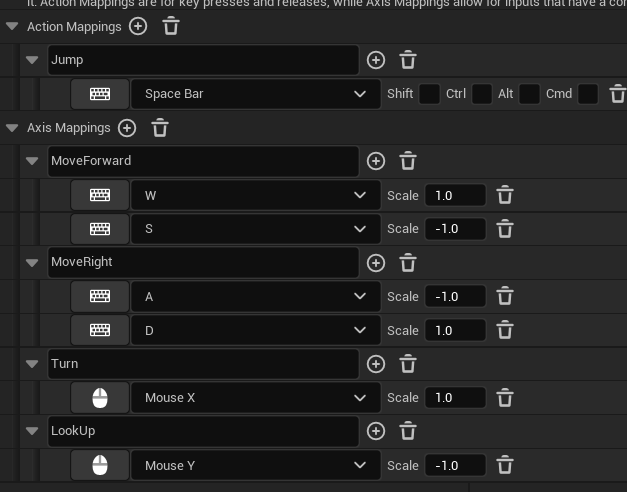 it. Action Mappings are for key presses and releases, while Axis Mappings allow for inputs that have a con
Action Mappings
Jump
Space Bar Shift Ctrl Alt Cmd
Axis Mappings
MoveForward
W Scale 1.0
S Scale -1.0
MoveRight
A Scale -1.0
D Scale 1.0
Turn
Mouse X Scale 1.0
LookUp
Mouse Y Scale -1.0